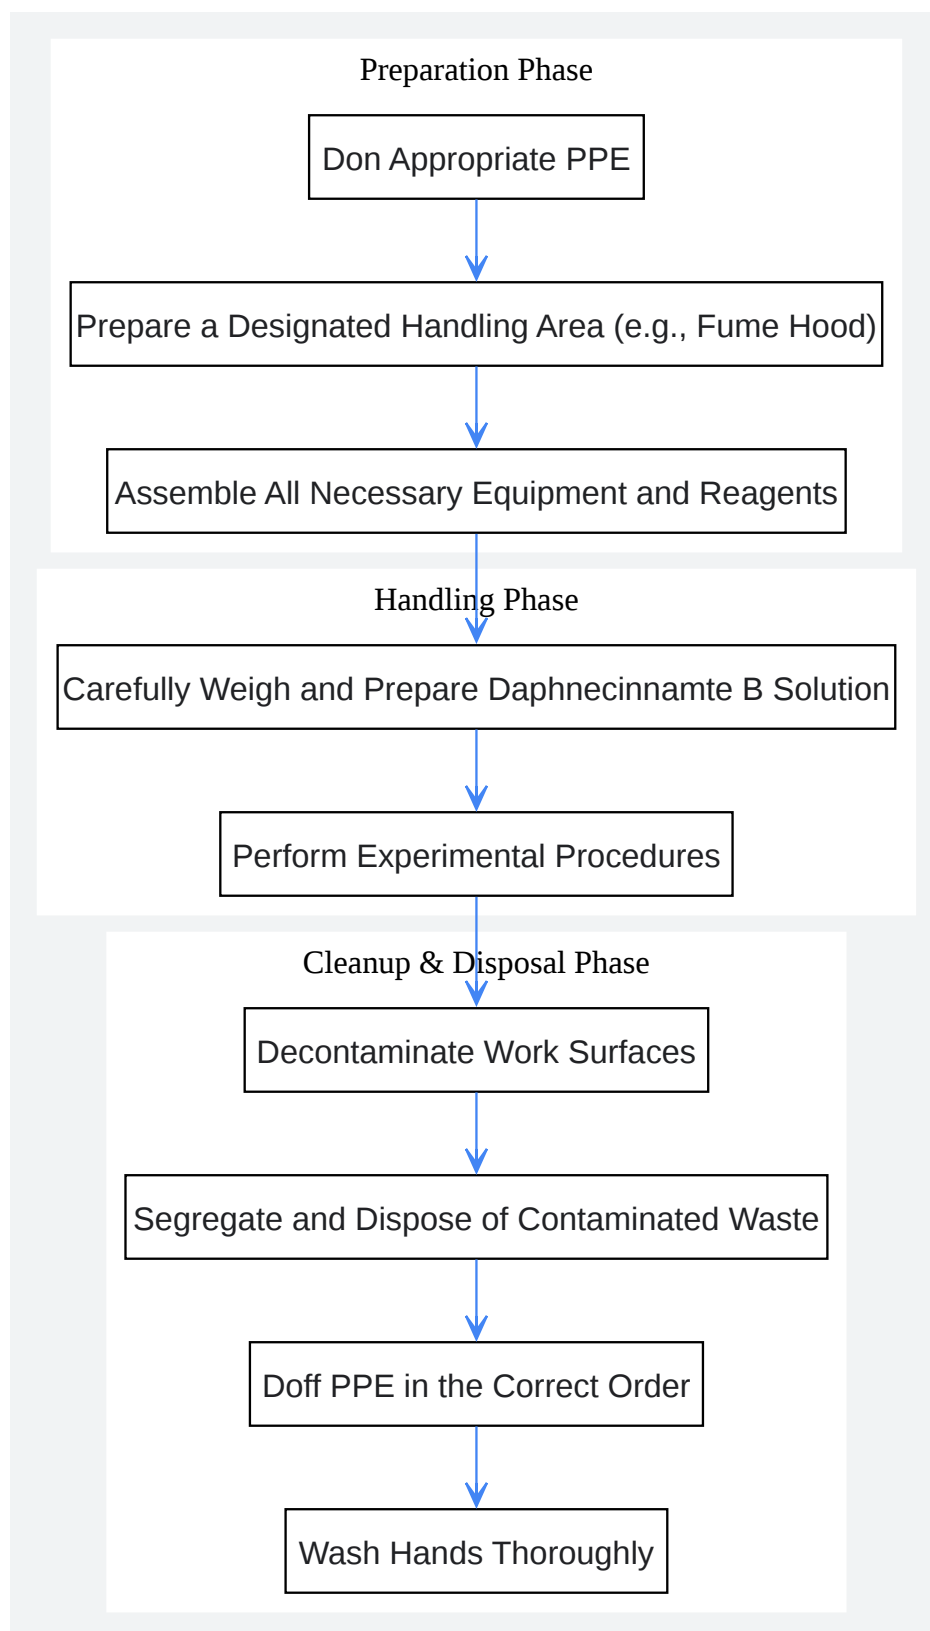 Preparation Phase
Don Appropriate PPE
Prepare a Designated Handling Area (e.g., Fume Hood)
Assemble All Necessary Equipment and Reagents
Handling Phase
Carefully Weigh and Prepare Daphnecinnamte B Solution
Perform Experimental Procedures
Cleanup & Disposal Phase
Decontaminate Work Surfaces
Segregate and Dispose of Contaminated Waste
Doff PPE in the Correct Order
Wash Hands Thoroughly